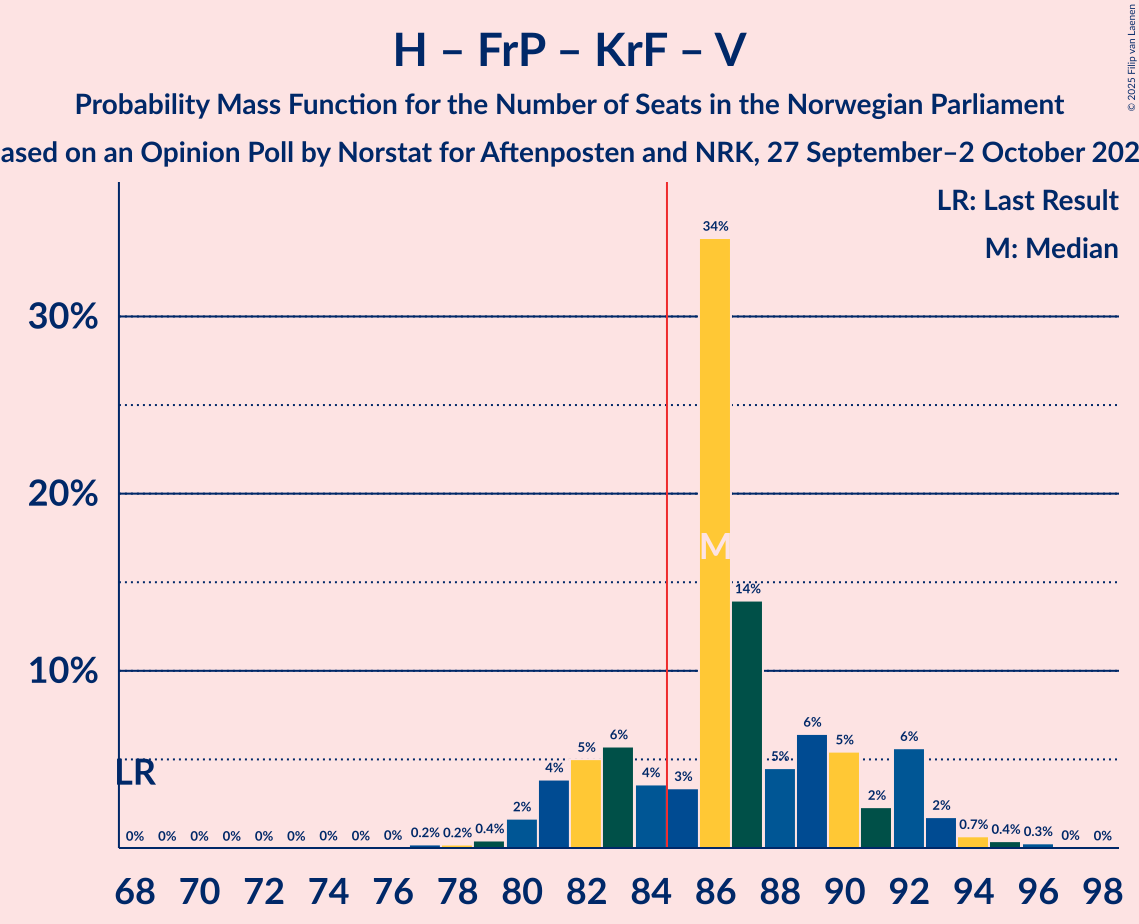 H – FrP – KrF – V
Probability Mass Function for the Number of Seats in the Norwegian Parliament
ased on an Opinion Poll by Norstat for Aftenposten and NRK, 27 September–2 October 202
© 2025 Filip van Laenen
LR: Last Result
M: Median
30%
20%
10%
LR
M
0% 0% 0% 0% 0% 0% 0% 0% 0% 0.2% 0.2% 0.4% 2% 4% 5% 6% 4% 3% 34% 14% 5% 6% 5% 2% 6% 2% 0.7% 0.4% 0.3% 0% 0%
68 70 72 74 76 78 80 82 84 86 88 90 92 94 96 98